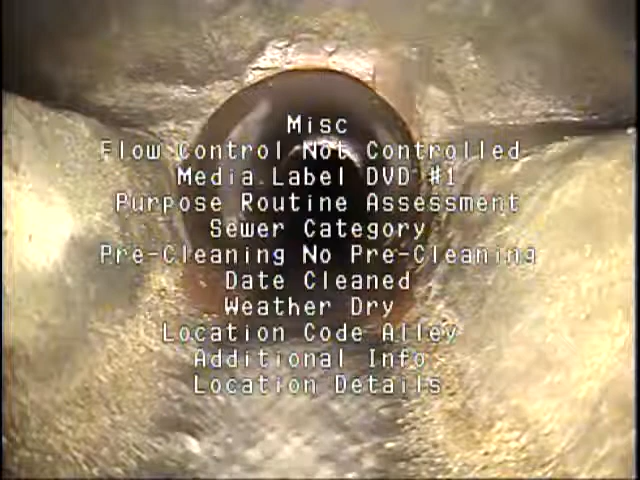 Misc
Flow Control Not Controlled
Media Label DVD #1
Purpose Routine Assessment
Sewer Category
Pre-Cleaning No Pre-Cleaning
Date Cleaned
Weather Dry
Location Code Alley
Additional Info
Location Details